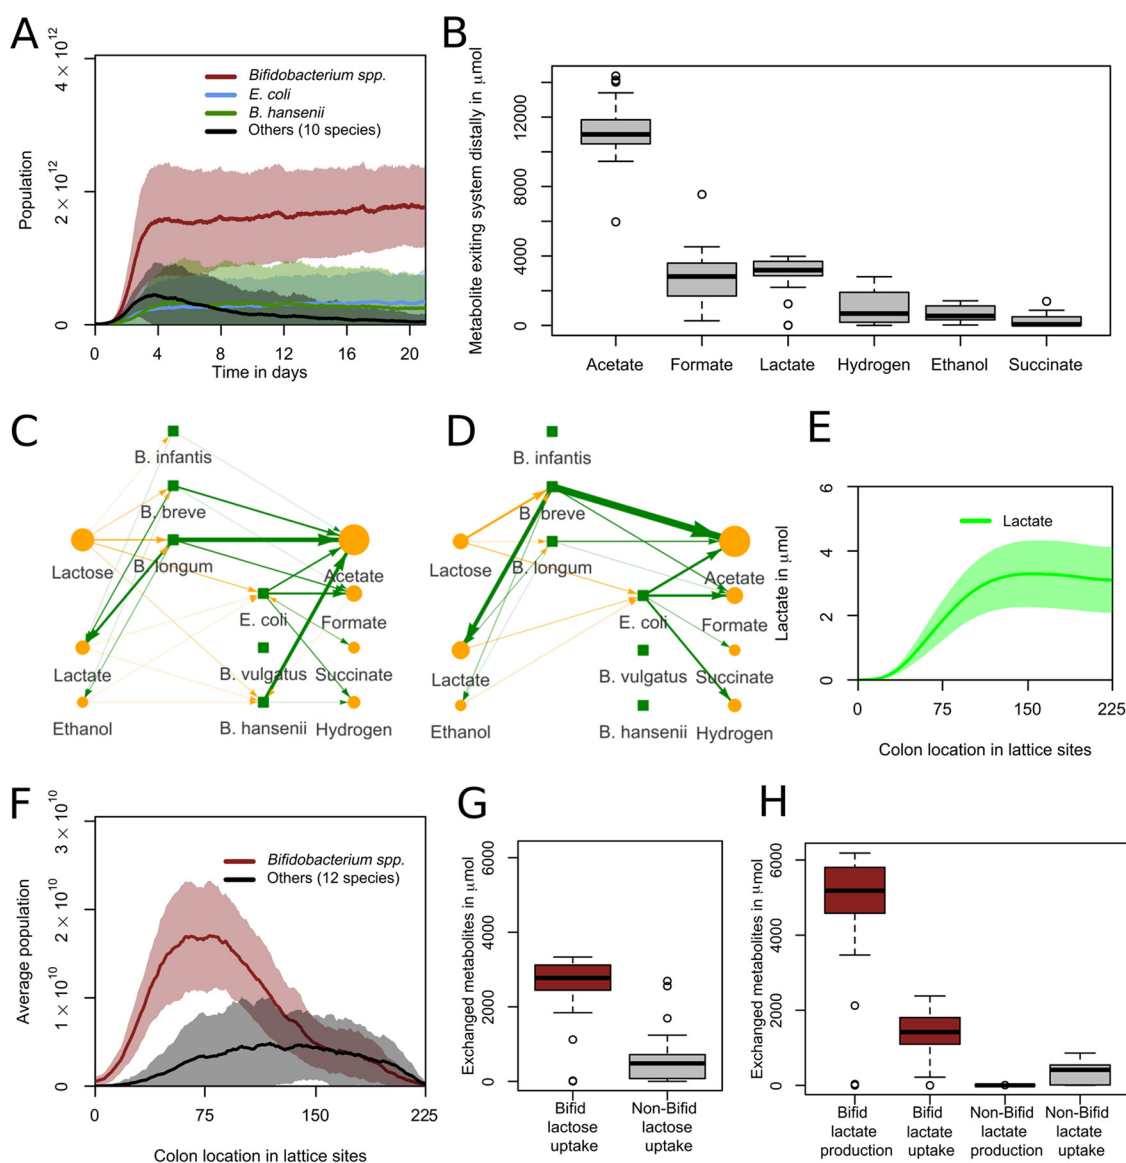 A
Population
0
2 × 10^12
4 × 10^12
Bifidobacterium spp.
E. coli
B. hansenii
Others (10 species)
0 4 8 12 16 20
Time in days
B
Metabolite exiting system distally in μmol
0 4000 8000 12000
Acetate Formate Lactate Hydrogen Ethanol Succinate
C
B. infantis
B. breve
Lactose
B. longum
Acetate
E. coli
Formate
Lactate
B. vulgatus
Succinate
Ethanol
B. hansenii
Hydrogen
D
B. infantis
B. breve
Lactose
B. longum
Acetate
E. coli
Formate
Lactate
B. vulgatus
Succinate
Ethanol
B. hansenii
Hydrogen
E
Lactate in μmol
0 2 4 6
Lactate
0 75 150 225
Colon location in lattice sites
F
Average population
0
1 × 10^10
2 × 10^10
3 × 10^10
Bifidobacterium spp.
Others (12 species)
0 75 150 225
Colon location in lattice sites
G
Exchanged metabolites in μmol
0 2000 4000 6000
Bifid lactose uptake
Non-Bifid lactose uptake
H
Exchanged metabolites in μmol
0 2000 4000 6000
Bifid lactate production
Bifid lactate uptake
Non-Bifid lactate production
Non-Bifid lactate uptake